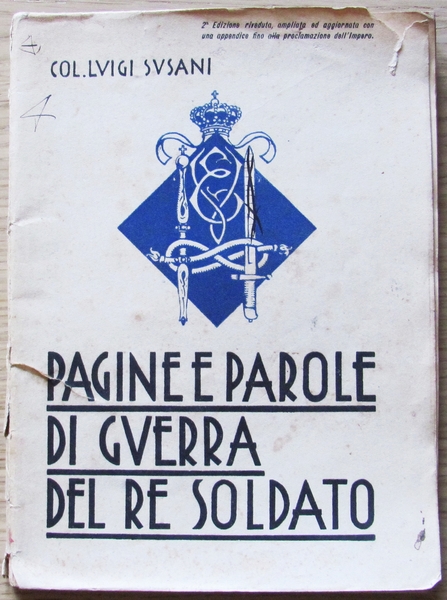 2ª Edizione riveduta, ampliata ed aggiornata con
una appendice fino alla proclamazione dell'Impero.
COL. LVIGI SVSANI
PAGINE E PAROLE
DI GVERRA
DEL RE SOLDATO